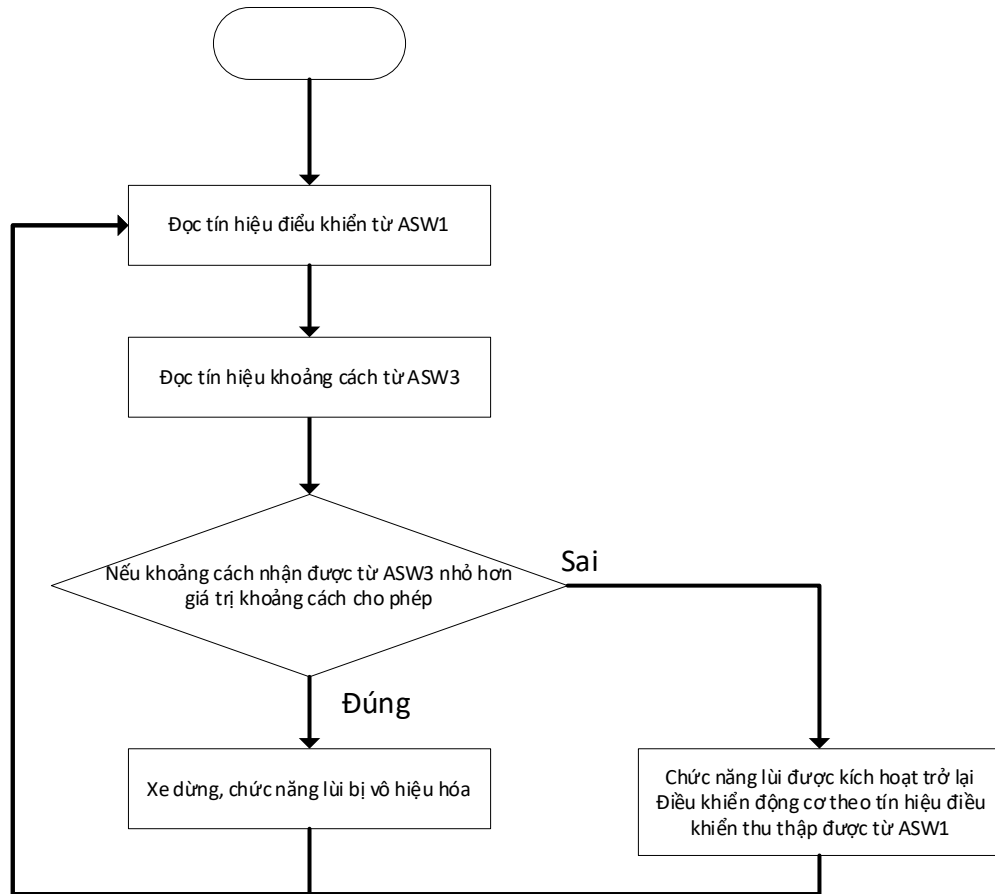 Đọc tín hiệu điểu khiển từ ASW1
Đọc tín hiệu khoảng cách từ ASW3
Nếu khoảng cách nhận được từ ASW3 nhỏ hơn
giá trị khoảng cách cho phép
Sai
Đúng
Xe dừng, chức năng lùi bị vô hiệu hóa
Chức năng lùi được kích hoạt trở lại
Điều khiển động cơ theo tín hiệu điều
khiển thu thập được từ ASW1